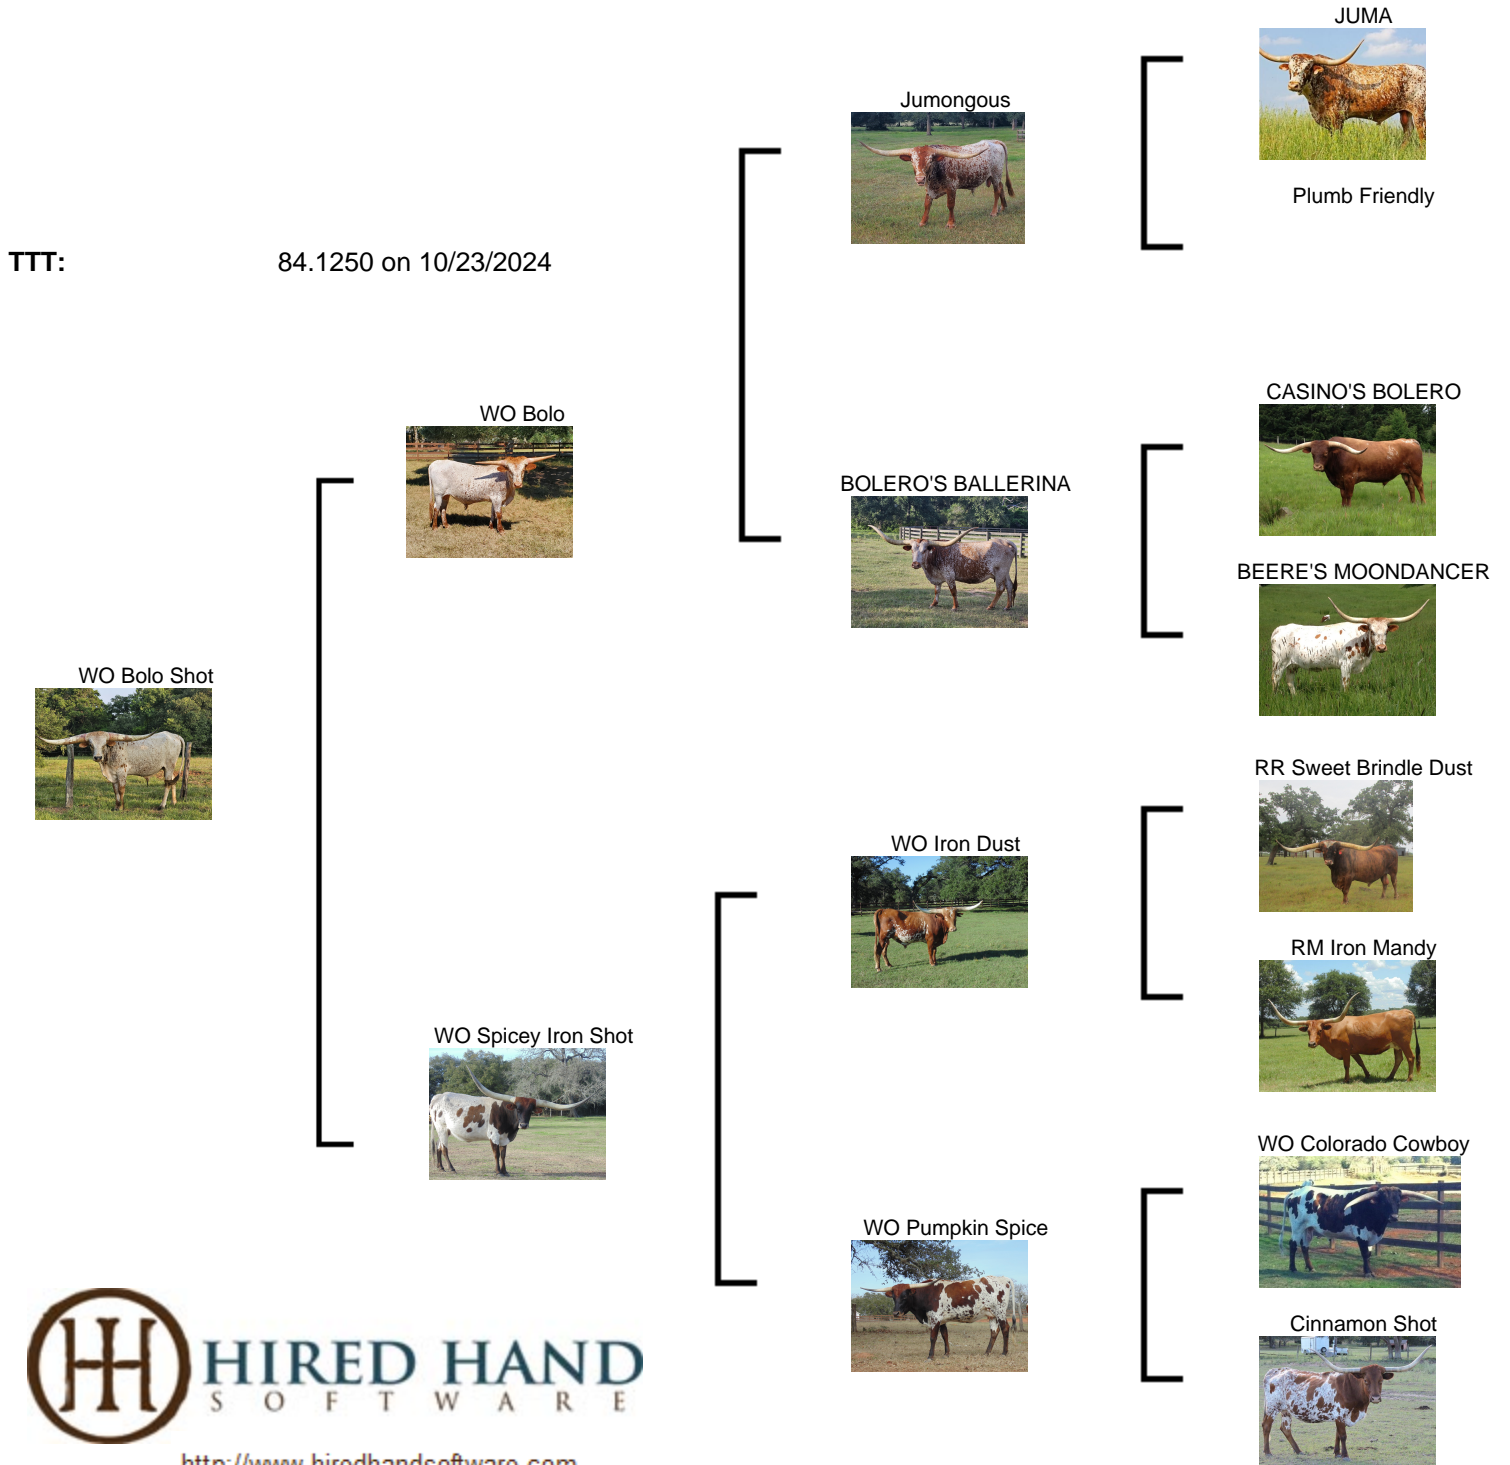 JUMA
Jumongous
Plumb Friendly
TTT: 84.1250 on 10/23/2024
CASINO'S BOLERO
WO Bolo
BOLERO'S BALLERINA
BEERE'S MOONDANCER
WO Bolo Shot
RR Sweet Brindle Dust
WO Iron Dust
RM Iron Mandy
WO Spicey Iron Shot
WO Colorado Cowboy
WO Pumpkin Spice
Cinnamon Shot
HIRED HAND
SOFTWARE
http://www.hiredhandsoftware.com